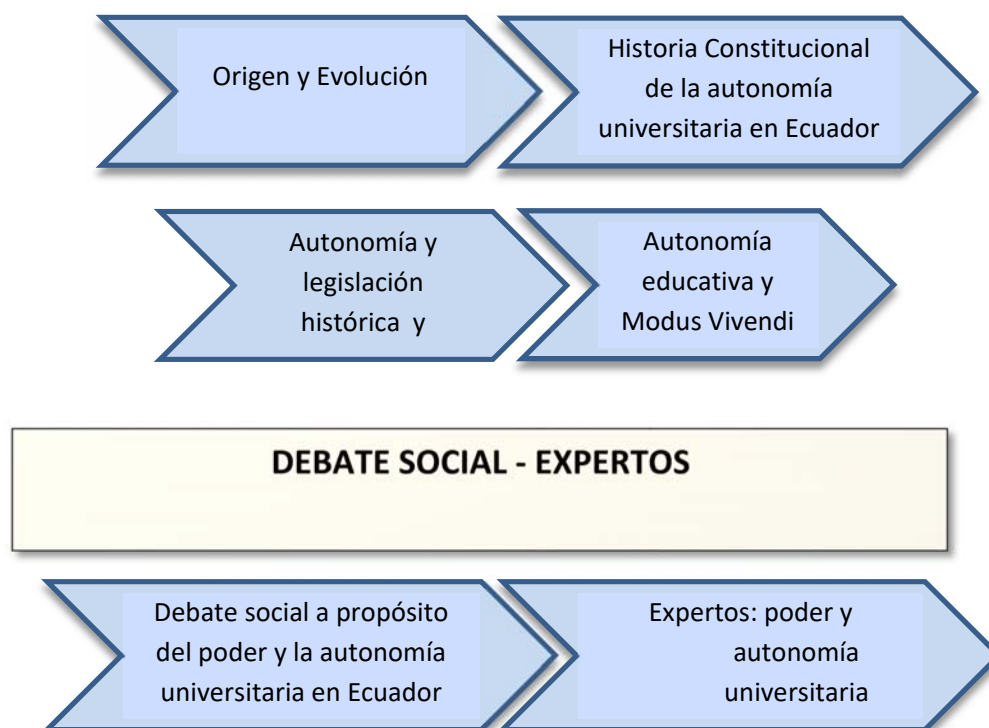 Origen y Evolución
Historia Constitucional
de la autonomía
universitaria en Ecuador
Autonomía y
legislación
histórica y
Autonomía
educativa y
Modus Vivendi
DEBATE SOCIAL - EXPERTOS
Debate social a propósito
del poder y la autonomía
universitaria en Ecuador
Expertos: poder y
autonomía
universitaria